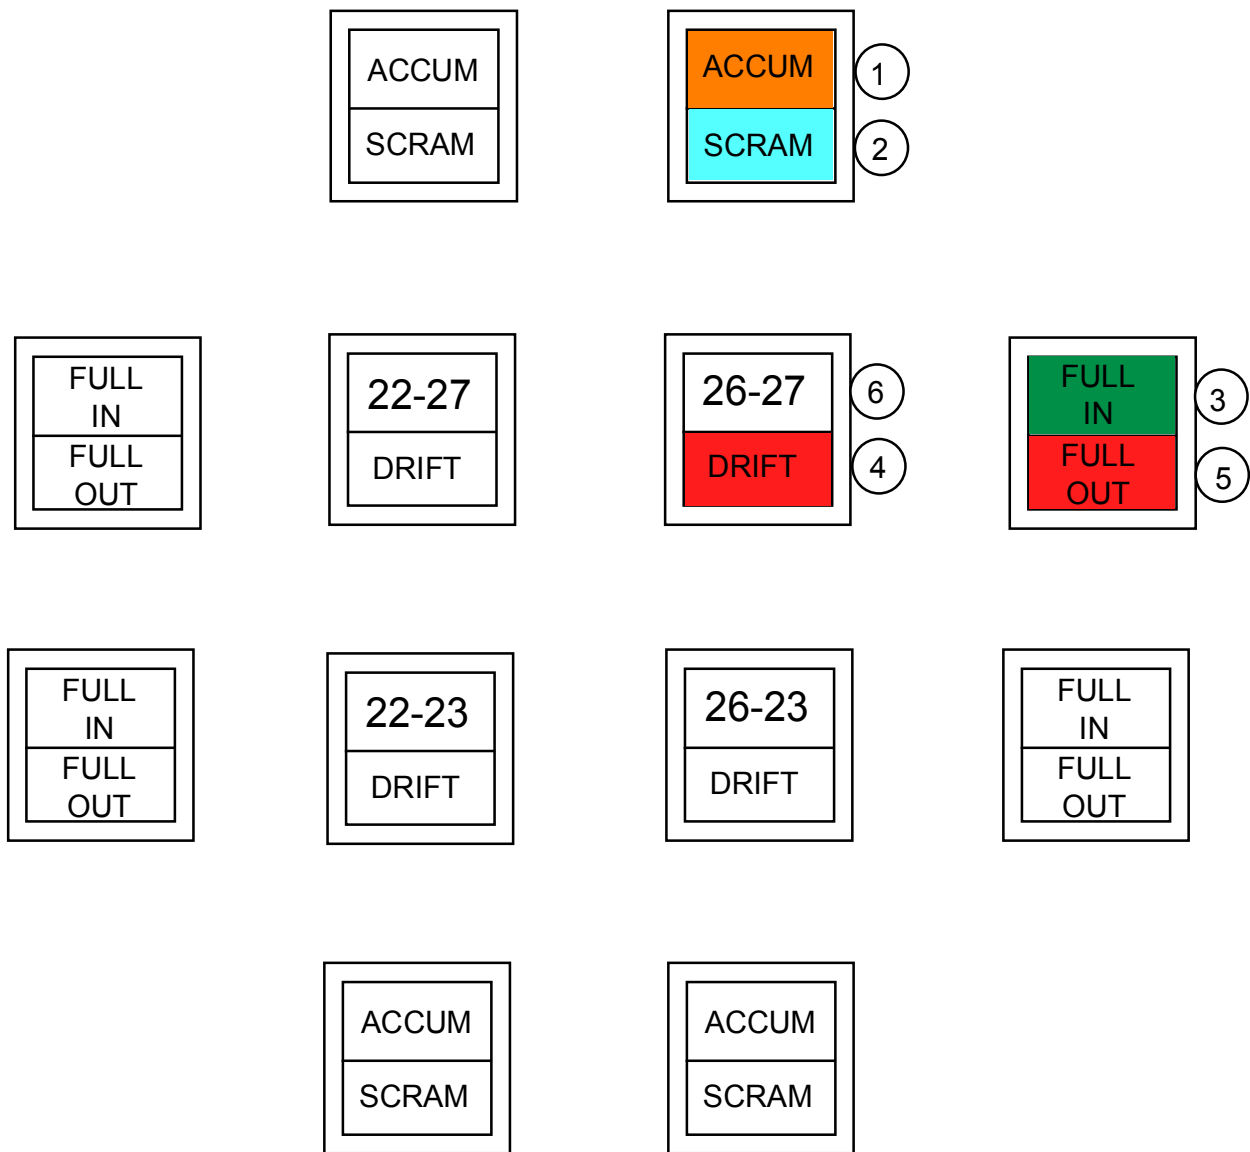 ACCUM
SCRAM
ACCUM
1
SCRAM
2
FULL
IN
FULL
OUT
22-27
DRIFT
26-27
6
DRIFT
4
FULL
IN
3
FULL
OUT
5
FULL
IN
FULL
OUT
22-23
DRIFT
26-23
DRIFT
FULL
IN
FULL
OUT
ACCUM
SCRAM
ACCUM
SCRAM